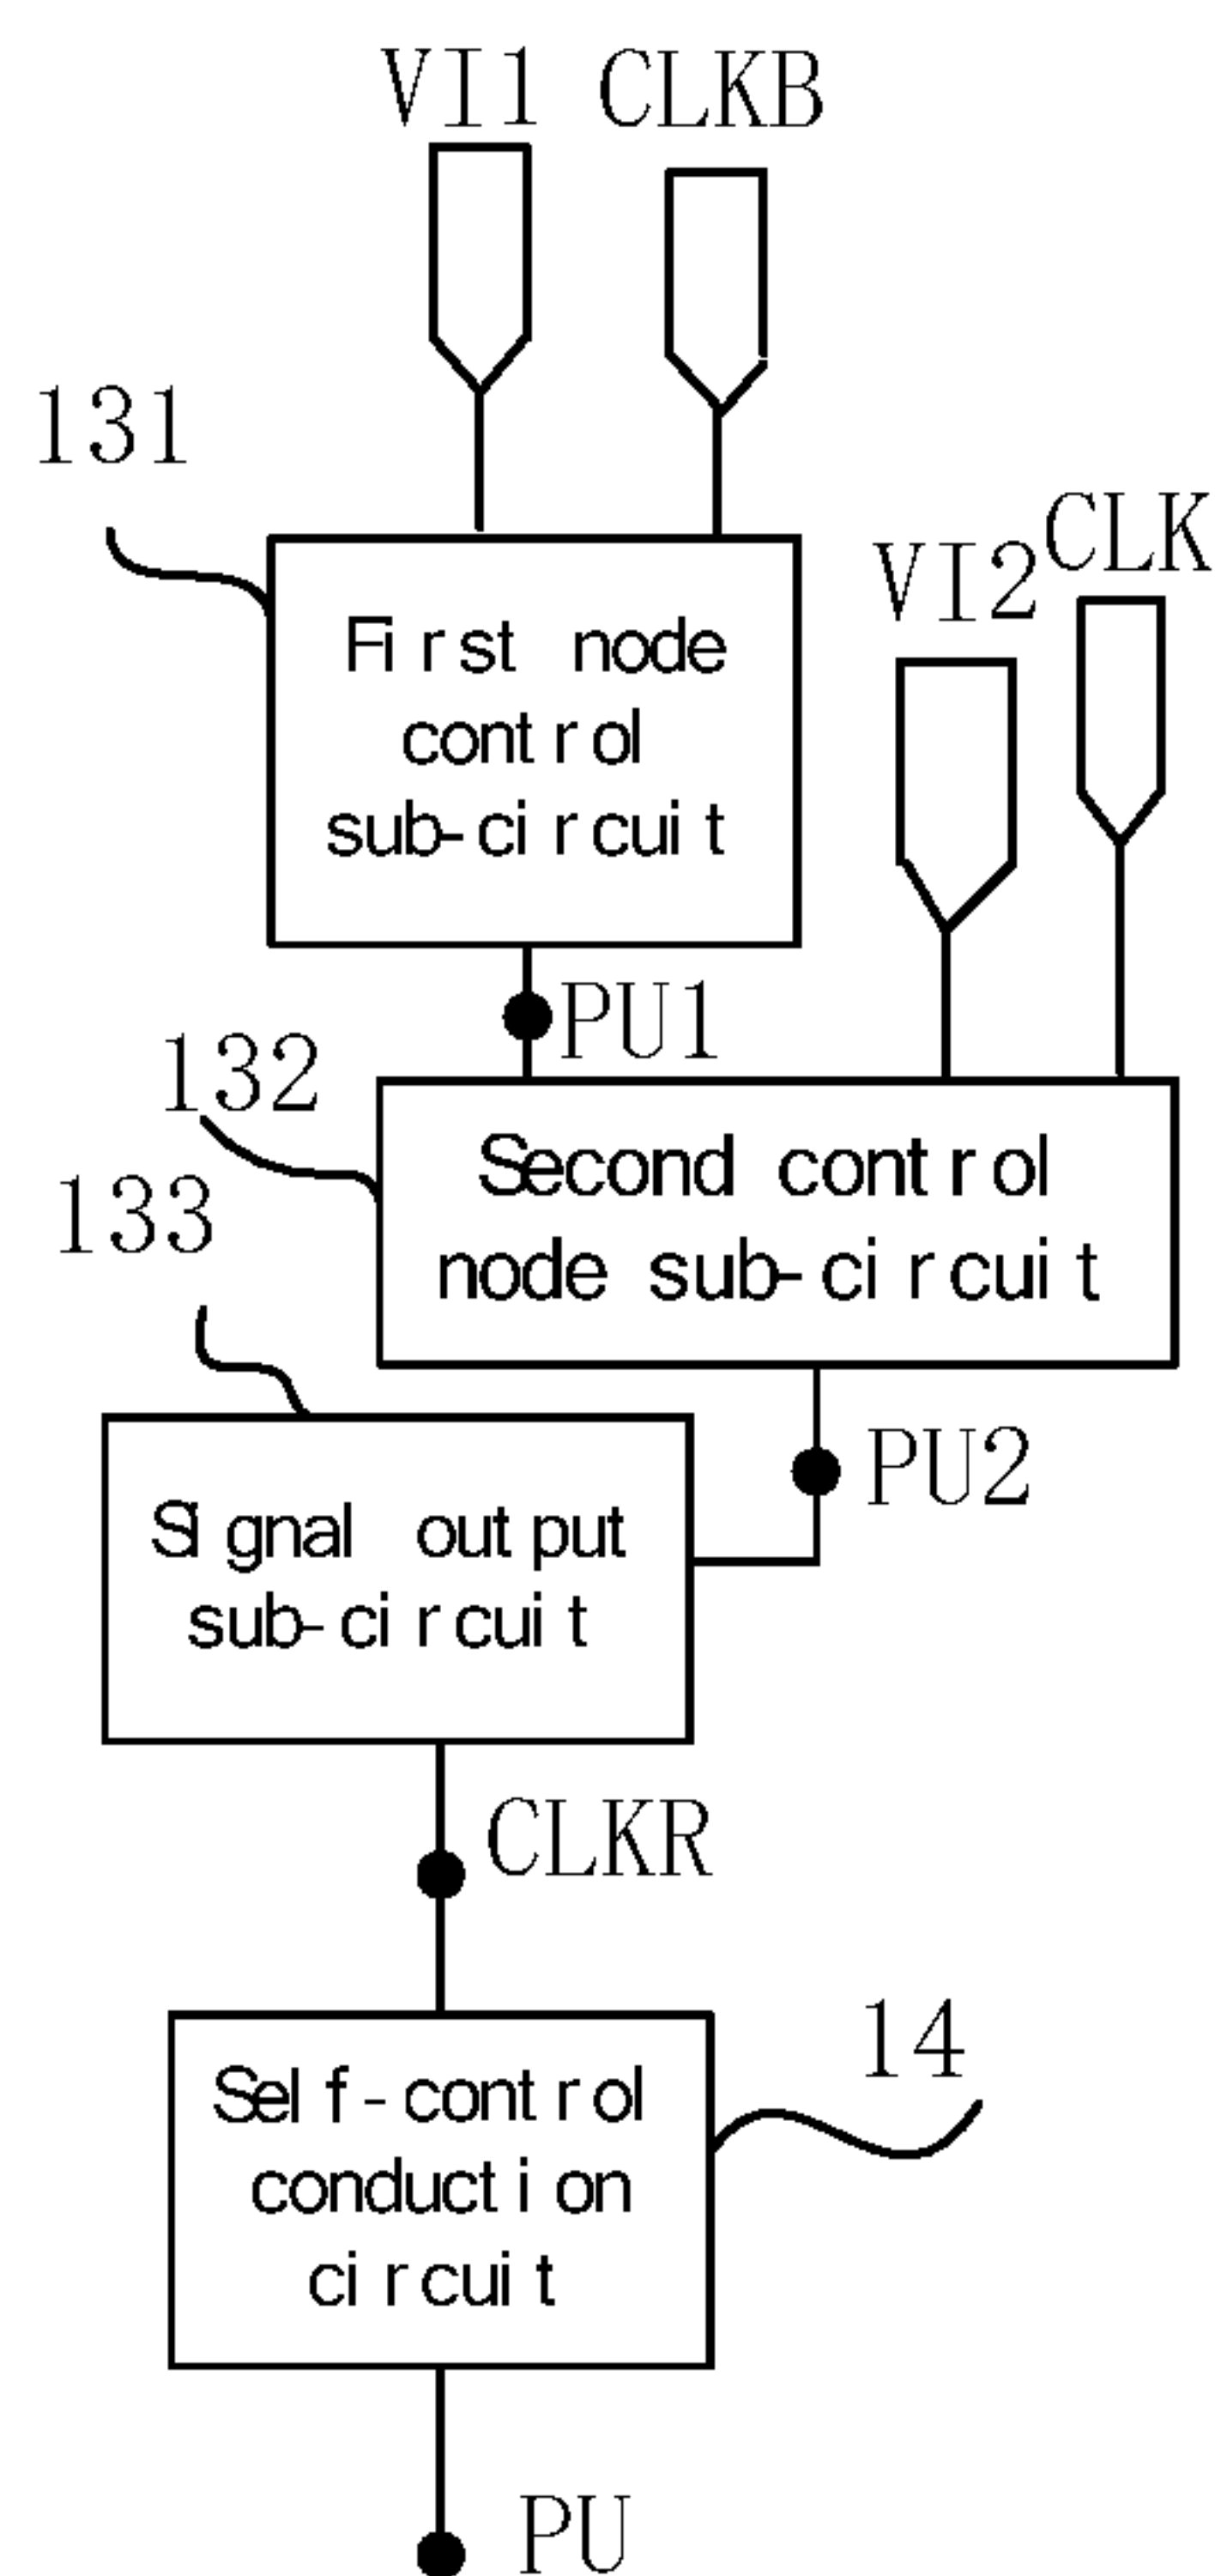 VI1 CLKB
131
First node
control
sub-circuit
VI2 CLK
PU1
132
Second control
node sub-circuit
133
Signal output
sub-circuit
PU2
CLKR
Self-control
conduction
circuit
14
PU